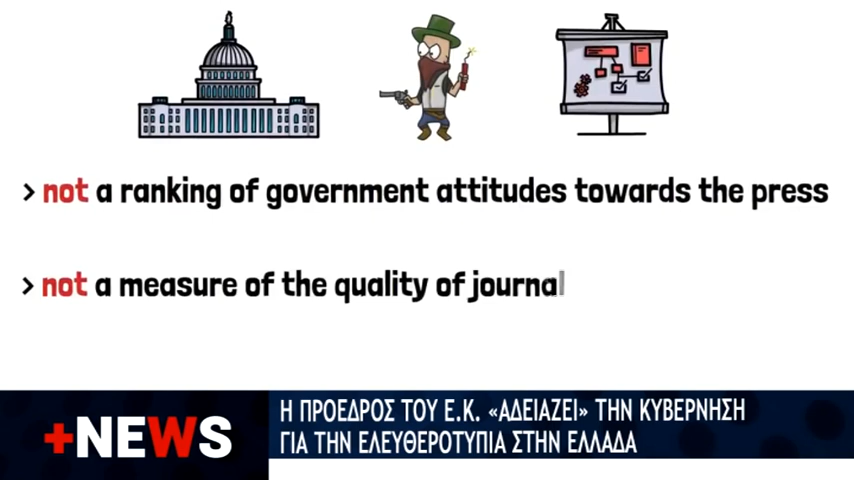 > not a ranking of government attitudes towards the press
> not a measure of the quality of journal
+NEWS
Η ΠΡΟΕΔΡΟΣ ΤΟΥ Ε.Κ. «ΑΔΕΙΑΖΕΙ» ΤΗΝ ΚΥΒΕΡΝΗΣΗ
ΓΙΑ ΤΗΝ ΕΛΕΥΘΕΡΟΤΥΠΙΑ ΣΤΗΝ ΕΛΛΑΔΑ